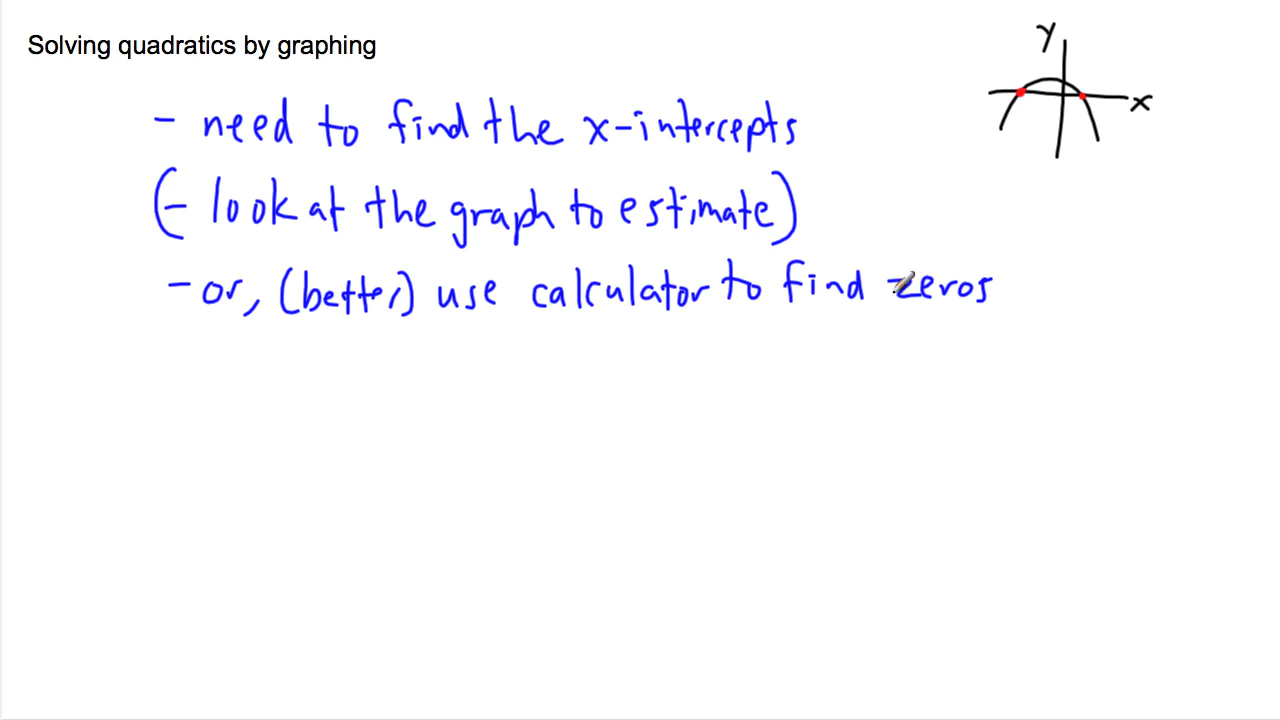 Solving quadratics by graphing
y
x
- need to find the x-intercepts
(- look at the graph to estimate)
- or, (better) use calculator to find zeros